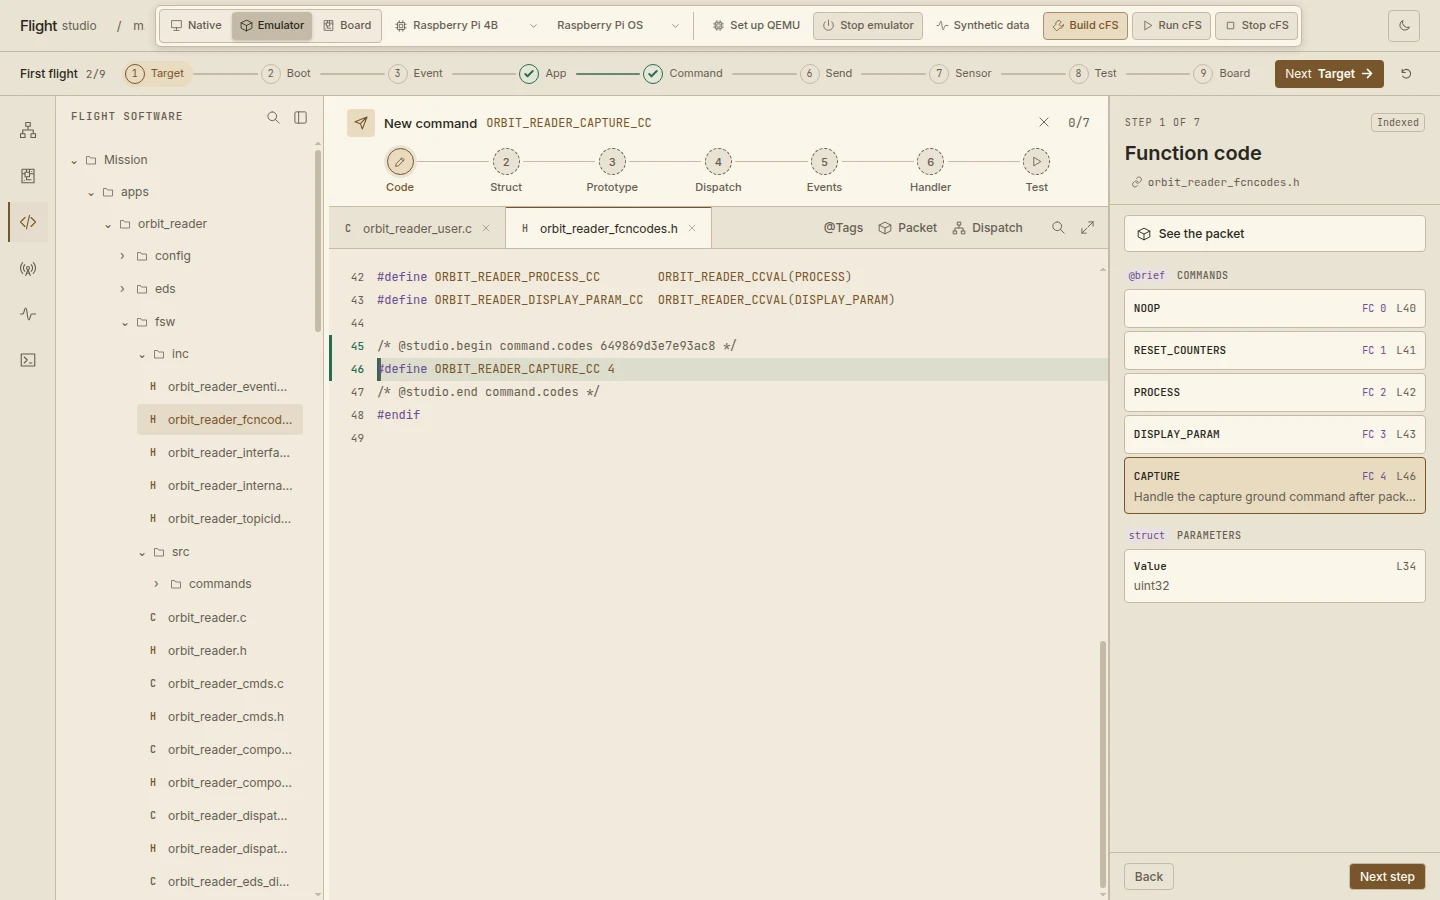 Flight studio / m
Native Emulator Board Raspberry Pi 4B Raspberry Pi OS Set up QEMU Stop emulator Synthetic data Build cFS Run cFS Stop cFS
First flight 2/9 1 Target 2 Boot 3 Event App Command 6 Send 7 Sensor 8 Test 9 Board Next Target
FLIGHT SOFTWARE
Mission
apps
orbit_reader
config
eds
fsw
inc
H orbit_reader_eventi...
H orbit_reader_fcncod...
H orbit_reader_interfa...
H orbit_reader_interna...
H orbit_reader_topicid...
src
commands
C orbit_reader.c
H orbit_reader.h
C orbit_reader_cmds.c
H orbit_reader_cmds.h
C orbit_reader_compo...
H orbit_reader_compo...
C orbit_reader_dispat...
H orbit_reader_dispat...
C orbit_reader_eds_di...
New command ORBIT_READER_CAPTURE_CC 0/7
2 3 4 5 6
Code Struct Prototype Dispatch Events Handler Test
C orbit_reader_user.c H orbit_reader_fcncodes.h @Tags Packet Dispatch
42 #define ORBIT_READER_PROCESS_CC ORBIT_READER_CCVAL(PROCESS)
43 #define ORBIT_READER_DISPLAY_PARAM_CC ORBIT_READER_CCVAL(DISPLAY_PARAM)
44
45 /* @studio.begin command.codes 649869d3e7e93ac8 */
46 #define ORBIT_READER_CAPTURE_CC 4
47 /* @studio.end command.codes */
48 #endif
49
STEP 1 OF 7 Indexed
Function code
orbit_reader_fcncodes.h
See the packet
@brief COMMANDS
NOOP FC 0 L40
RESET_COUNTERS FC 1 L41
PROCESS FC 2 L42
DISPLAY_PARAM FC 3 L43
CAPTURE FC 4 L46
Handle the capture ground command after pack...
struct PARAMETERS
Value L34
uint32
Back Next step